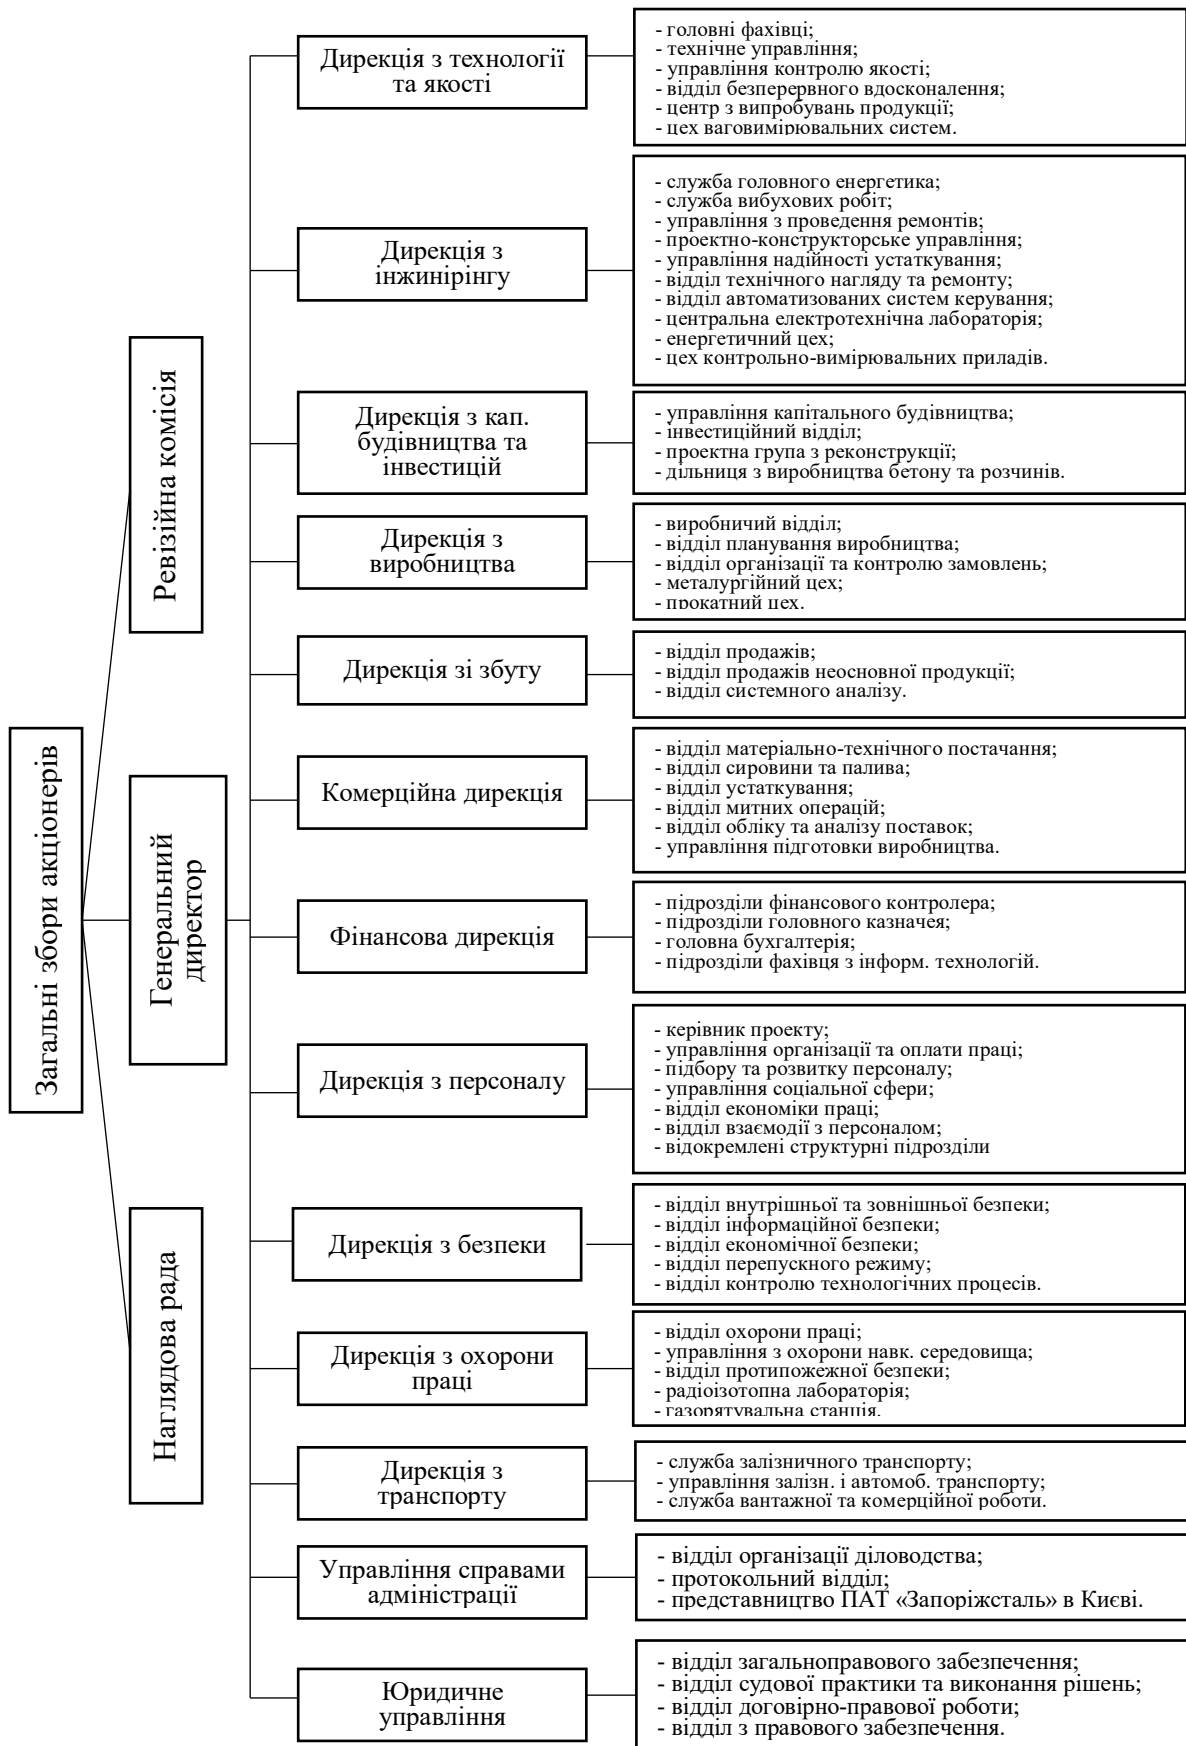 Загальні збори акціонерів
Ревізійна комісія
Генеральний
директор
Наглядова рада
Дирекція з технології
та якості
- головні фахівці;
- технічне управління;
- управління контролю якості;
- відділ безперервного вдосконалення;
- центр з випробувань продукції;
- цех ваговимірювальних систем.
Дирекція з
інжинірінгу
- служба головного енергетика;
- служба вибухових робіт;
- управління з проведення ремонтів;
- проектно-конструкторське управління;
- управління надійності устаткування;
- відділ технічного нагляду та ремонту;
- відділ автоматизованих систем керування;
- центральна електротехнічна лабораторія;
- енергетичний цех;
- цех контрольно-вимірювальних приладів.
Дирекція з кап.
будівництва та
інвестицій
- управління капітального будівництва;
- інвестиційний відділ;
- проектна група з реконструкції;
- дільниця з виробництва бетону та розчинів.
Дирекція з
виробництва
- виробничий відділ;
- відділ планування виробництва;
- відділ організації та контролю замовлень;
- металургійний цех;
- прокатний цех.
Дирекція зі збуту
- відділ продажів;
- відділ продажів неосновної продукції;
- відділ системного аналізу.
Комерційна дирекція
- відділ матеріально-технічного постачання;
- відділ сировини та палива;
- відділ устаткування;
- відділ митних операцій;
- відділ обліку та аналізу поставок;
- управління підготовки виробництва.
Фінансова дирекція
- підрозділи фінансового контролера;
- підрозділи головного казначея;
- головна бухгалтерія;
- підрозділи фахівця з інформ. технологій.
Дирекція з персоналу
- керівник проекту;
- управління організації та оплати праці;
- підбору та розвитку персоналу;
- управління соціальної сфери;
- відділ економіки праці;
- відділ взаємодії з персоналом;
- відокремлені структурні підрозділи
Дирекція з безпеки
- відділ внутрішньої та зовнішньої безпеки;
- відділ інформаційної безпеки;
- відділ економічної безпеки;
- відділ перепускного режиму;
- відділ контролю технологічних процесів.
Дирекція з охорони
праці
- відділ охорони праці;
- управління з охорони навк. середовища;
- відділ протипожежної безпеки;
- радіоізотопна лабораторія;
- газорятувальна станція.
Дирекція з
транспорту
- служба залізничного транспорту;
- управління залізн. і автомоб. транспорту;
- служба вантажної та комерційної роботи.
Управління справами
адміністрації
- відділ організації діловодства;
- протокольний відділ;
- представництво ПАТ «Запоріжсталь» в Києві.
Юридичне
управління
- відділ загальноправового забезпечення;
- відділ судової практики та виконання рішень;
- відділ договірно-правової роботи;
- відділ з правового забезпечення.